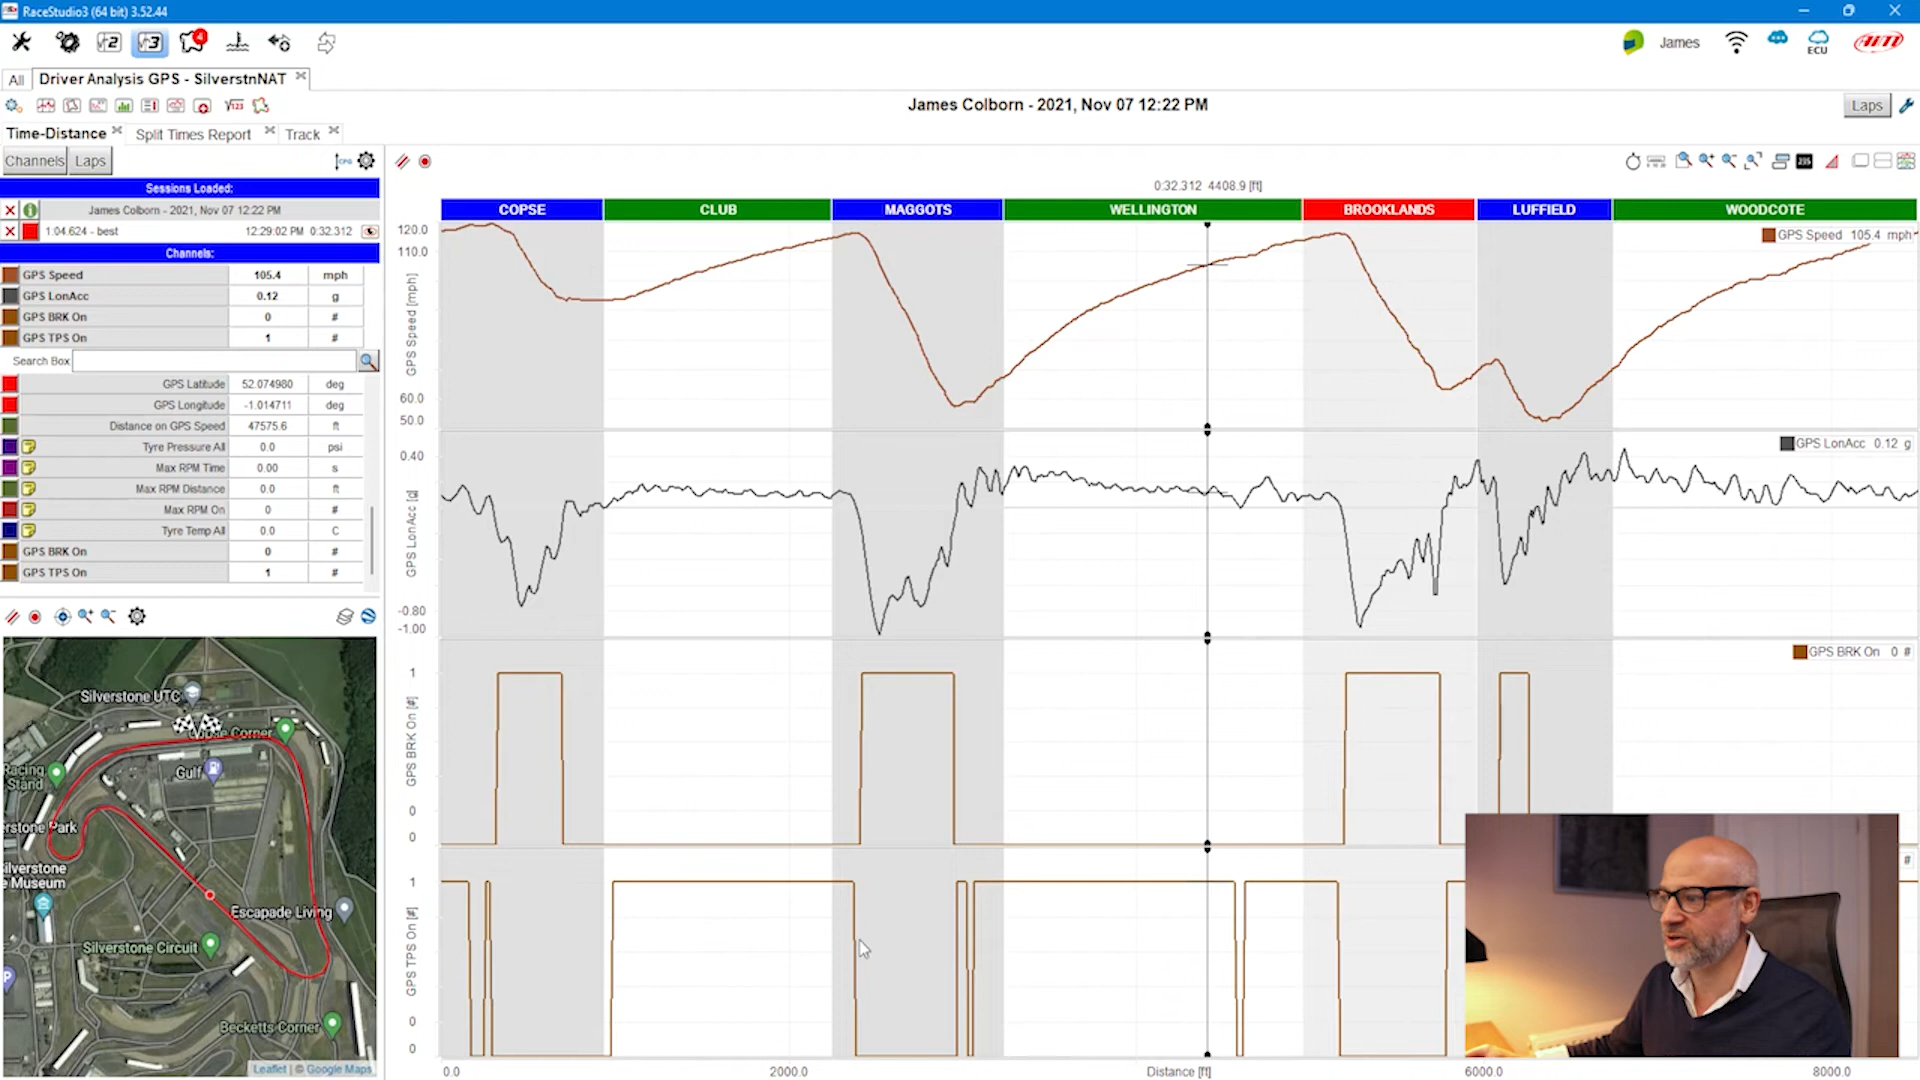 RaceStudio3 (64 bit) 3.52.44
James
ECU
All
Driver Analysis GPS - SilverstnNAT
James Colborn - 2021, Nov 07 12:22 PM
Laps
Time-Distance
Split Times Report
Track
Channels
Laps
Sessions Loaded:
James Colborn - 2021, Nov 07 12:22 PM
1:04.624 - best 12:29:02 PM 0:32.312
Channels:
GPS Speed 105.4 mph
GPS LonAcc 0.12 g
GPS BRK On 0 #
GPS TPS On 1 #
Search Box
GPS Latitude 52.074980 deg
GPS Longitude -1.014711 deg
Distance on GPS Speed 47575.6 ft
Tyre Pressure All 0.0 psi
Max RPM Time 0.00 s
Max RPM Distance 0.0 ft
Max RPM On 0 #
Tyre Temp All 0.0 C
GPS BRK On 0 #
GPS TPS On 1 #
Silverstone UTC
Copse Corner
Gulf
Racing
Stand
erstone Park
Silverstone
e Museum
Escapade Living
Silverstone Circuit
Becketts Corner
Leaflet | © Google Maps
0:32.312 4408.9 [ft]
COPSE CLUB MAGGOTS WELLINGTON BROOKLANDS LUFFIELD WOODCOTE
120.0
110.0
60.0
50.0
GPS Speed [mph]
GPS Speed 105.4 mph
0.40
-0.80
-1.00
GPS LonAcc [g]
GPS LonAcc 0.12 g
1
0
0
GPS BRK On [#]
GPS BRK On 0 #
1
0
0
GPS TPS On [#]
#
0.0 2000.0 Distance [ft] 6000.0 8000.0